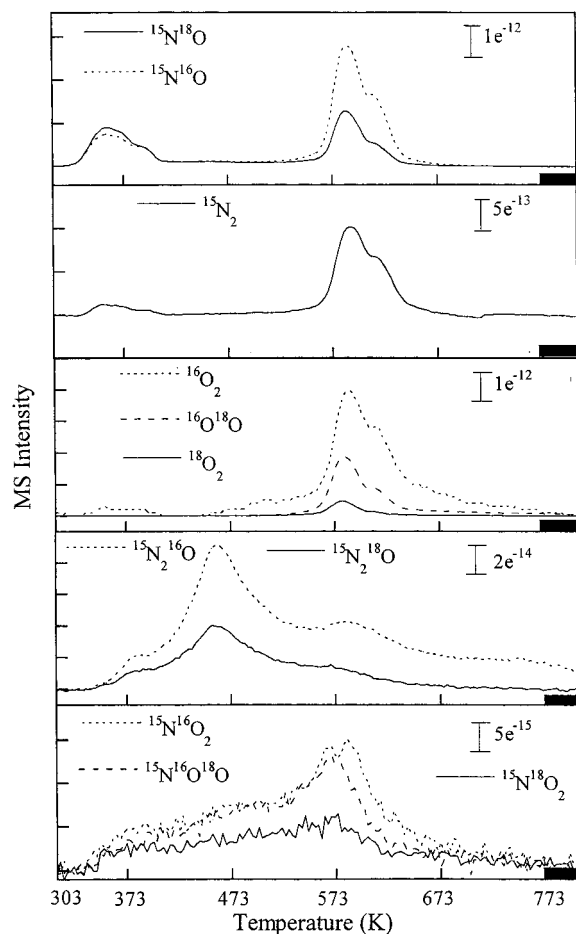 ¹⁵N¹⁸O
1e⁻¹²
¹⁵N¹⁶O
¹⁵N₂
5e⁻¹³
¹⁶O₂
1e⁻¹²
¹⁶O¹⁸O
¹⁸O₂
¹⁵N₂¹⁶O
¹⁵N₂¹⁸O
2e⁻¹⁴
¹⁵N¹⁶O₂
5e⁻¹⁵
¹⁵N¹⁶O¹⁸O
¹⁵N¹⁸O₂
MS Intensity
303 373 473 573 673 773
Temperature (K)